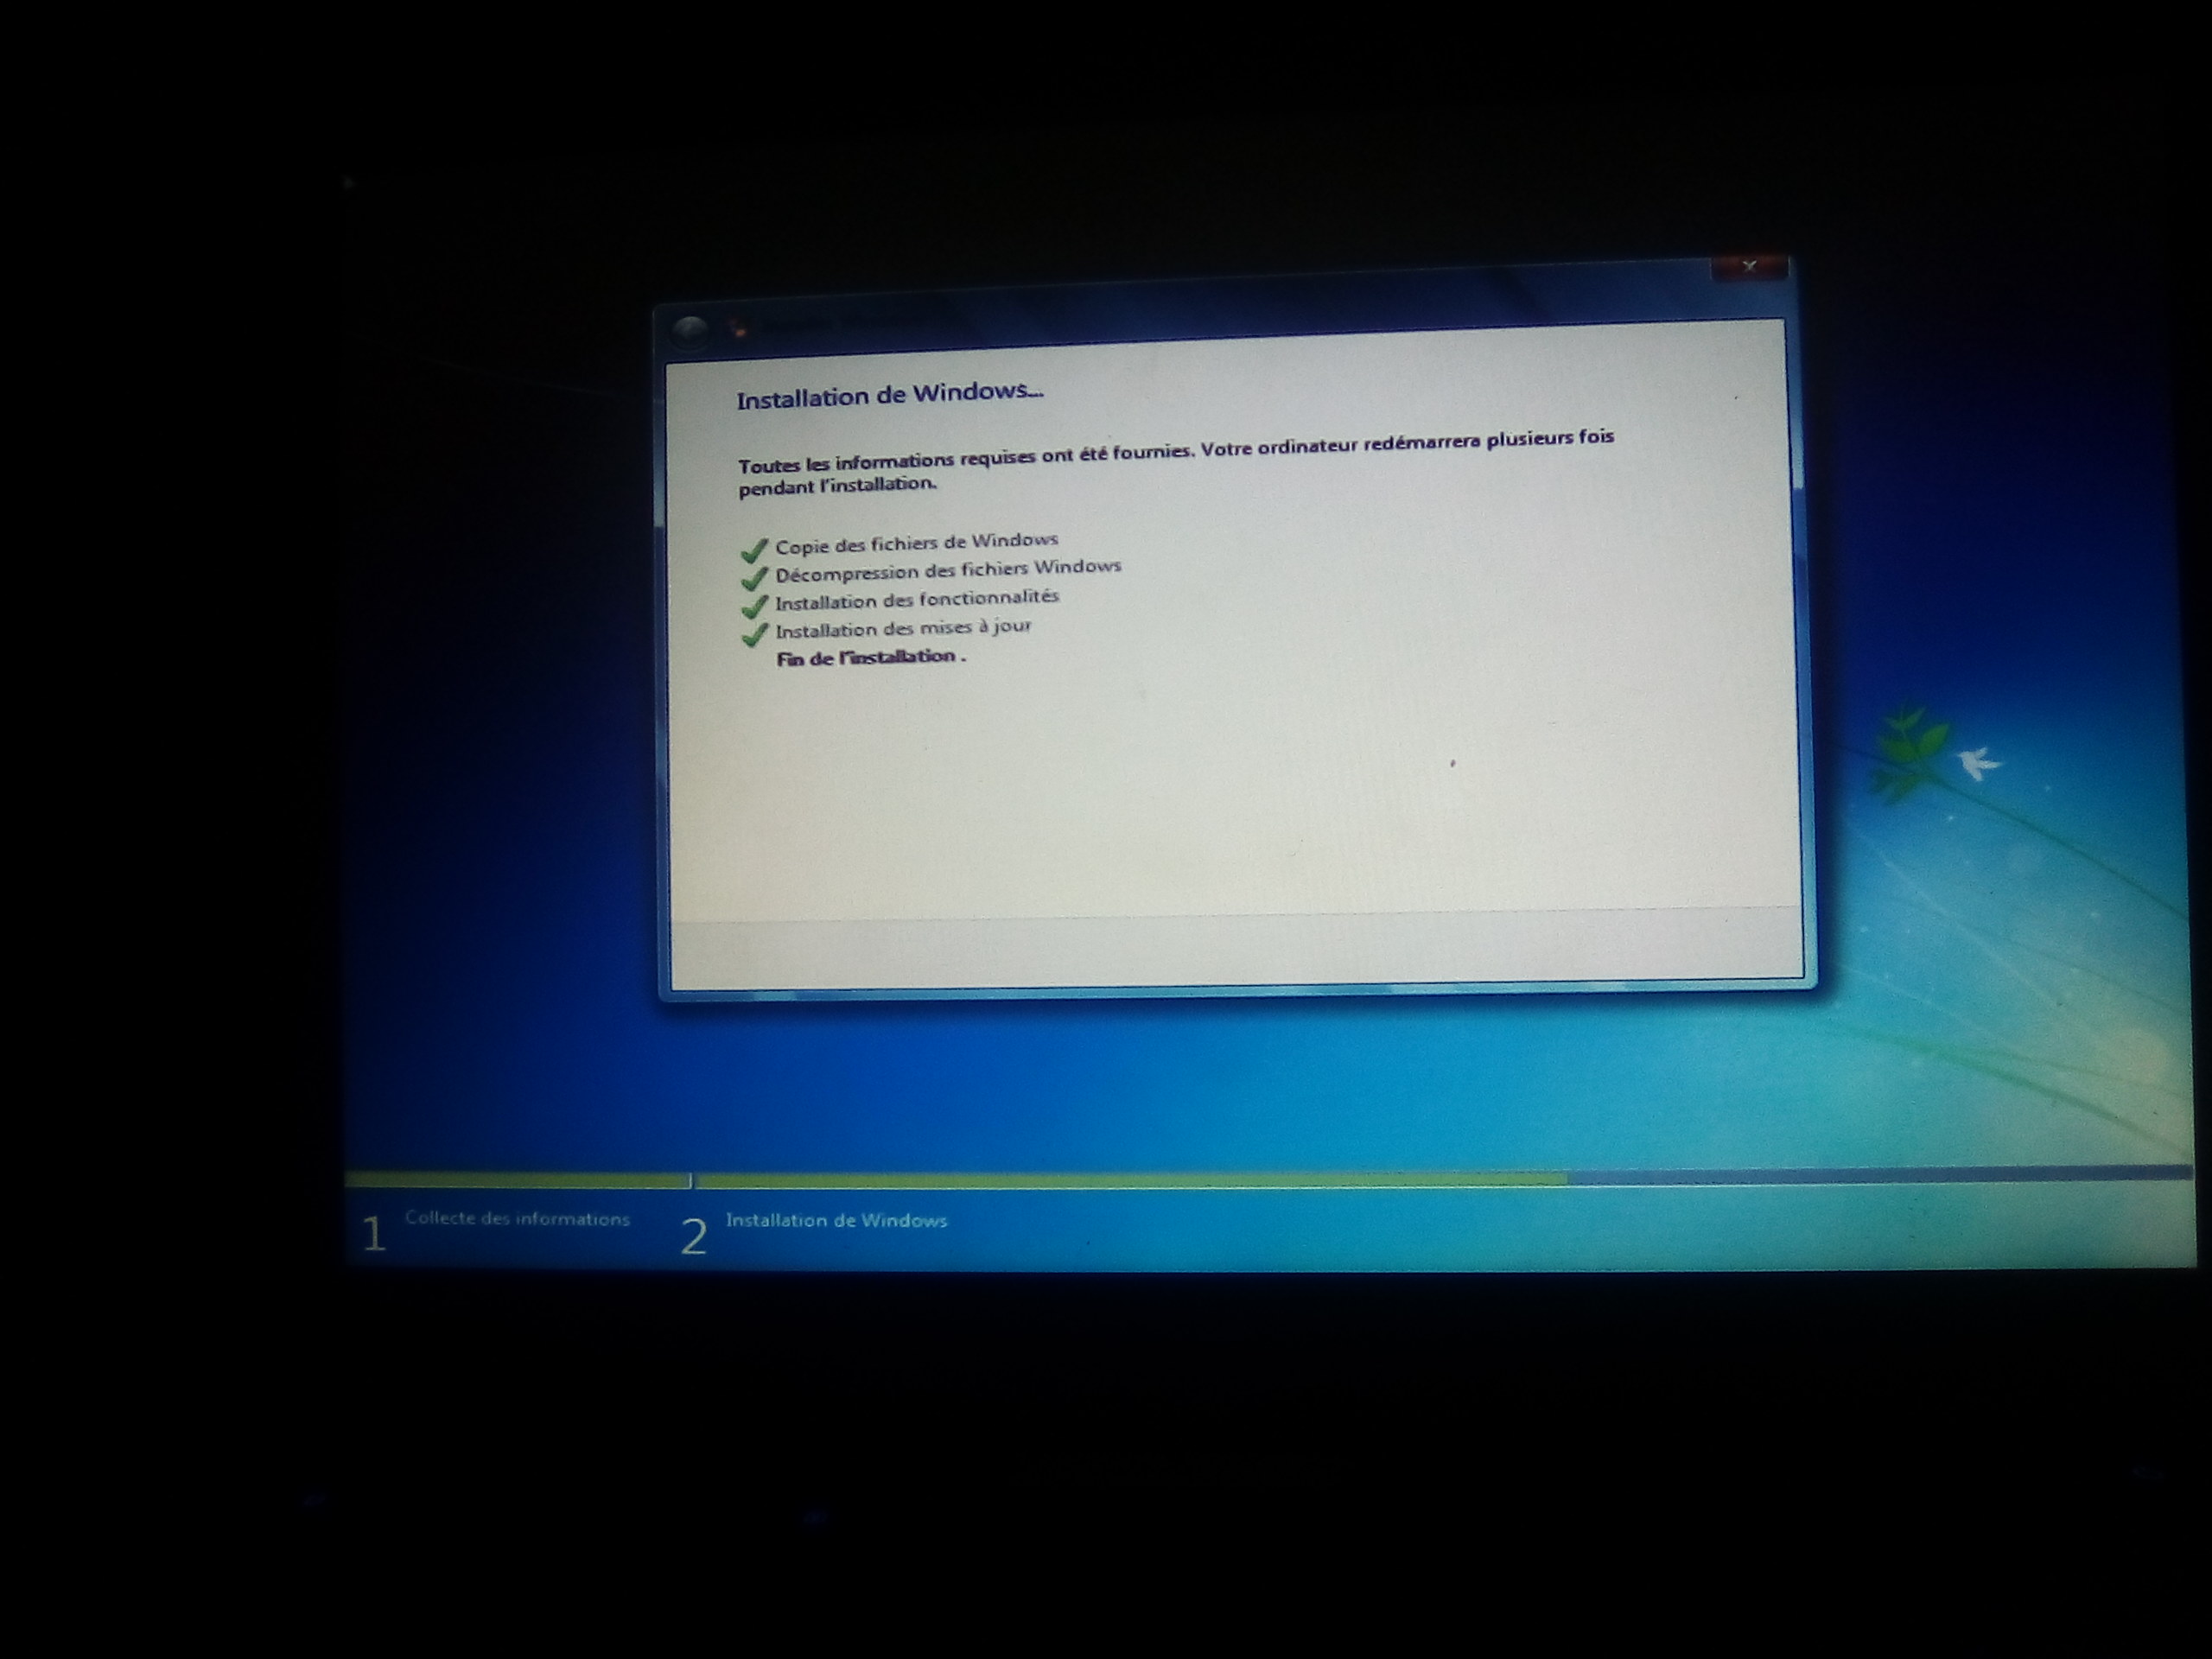 Installation de Windows...
Toutes les informations requises ont été fournies. Votre ordinateur redémarrera plusieurs fois
pendant l'installation.
Copie des fichiers de Windows
Décompression des fichiers Windows
Installation des fonctionnalités
Installation des mises à jour
Fin de l'installation .
1 Collecte des informations
2 Installation de Windows